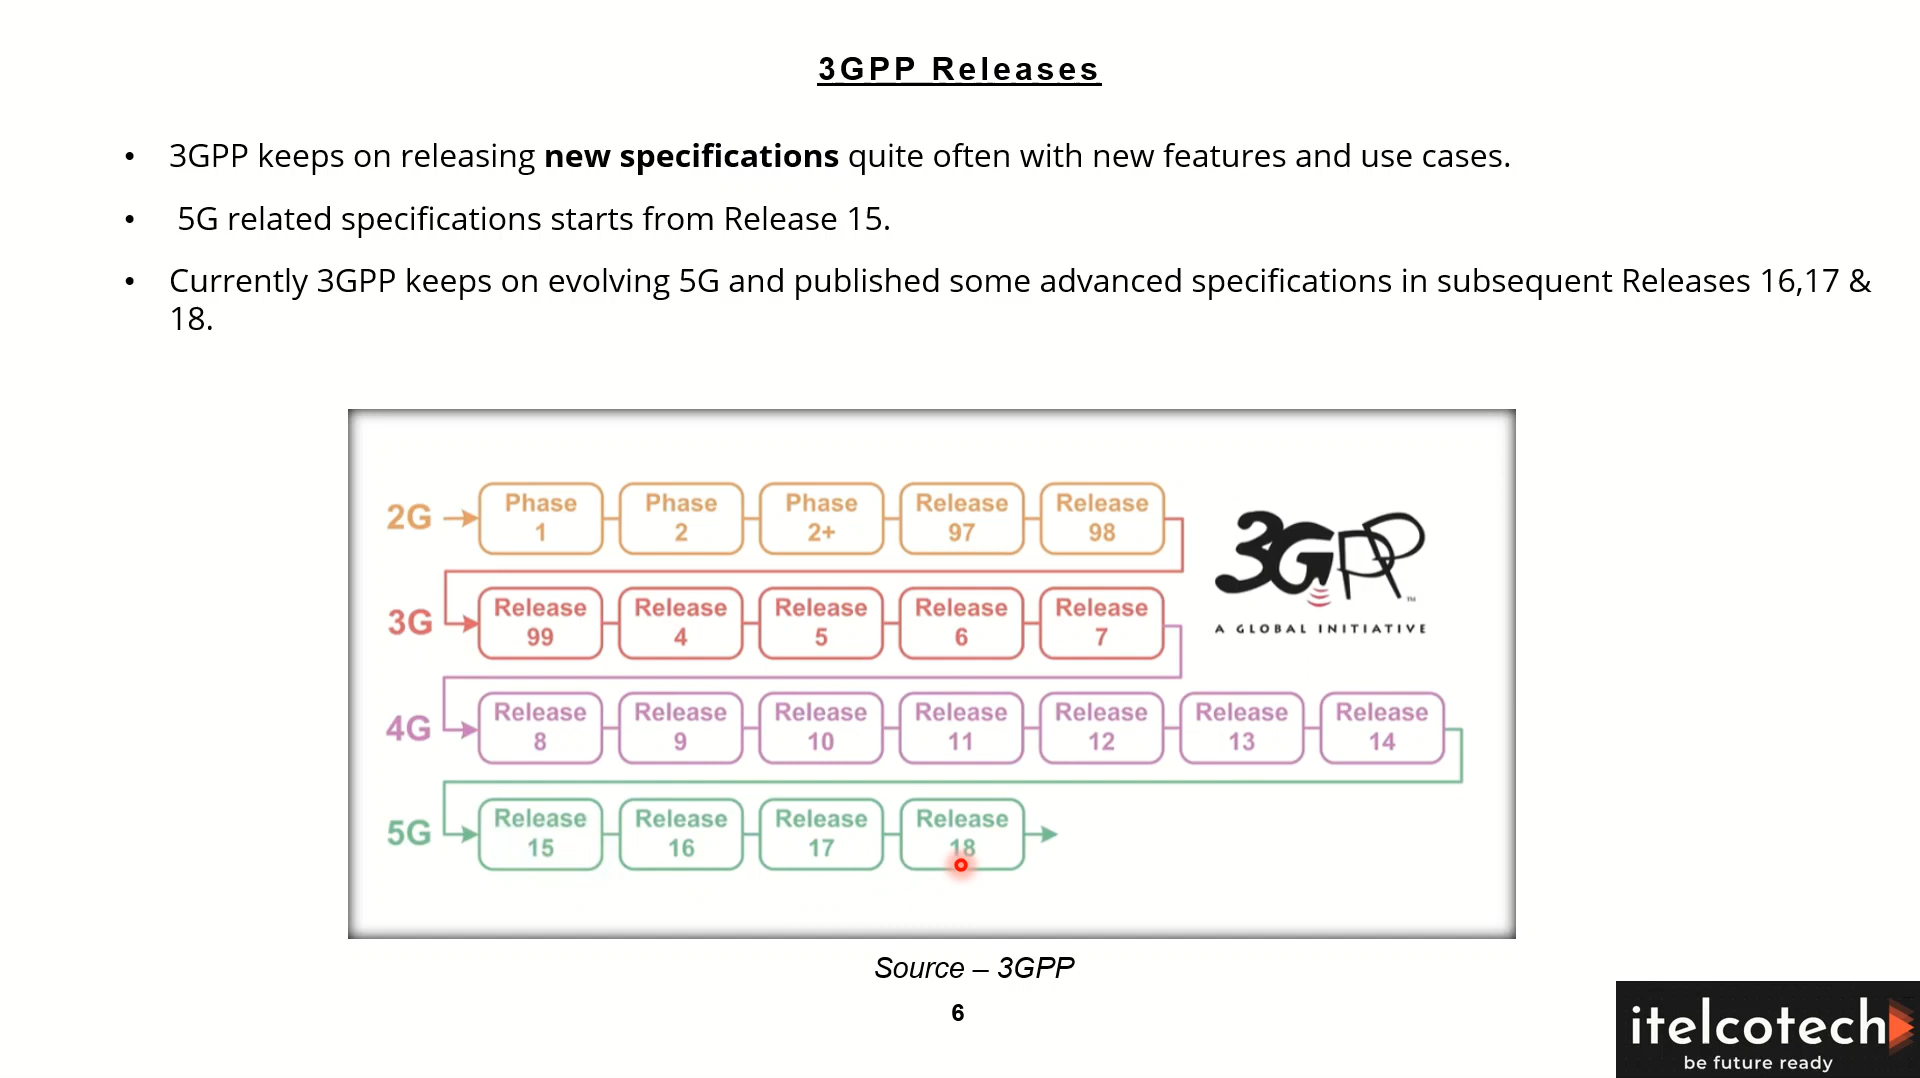 3GPP Releases
• 3GPP keeps on releasing new specifications quite often with new features and use cases.
• 5G related specifications starts from Release 15.
• Currently 3GPP keeps on evolving 5G and published some advanced specifications in subsequent Releases 16,17 &
18.
2G Phase 1 Phase 2 Phase 2+ Release 97 Release 98
3GPP
™
A GLOBAL INITIATIVE
3G Release 99 Release 4 Release 5 Release 6 Release 7
4G Release 8 Release 9 Release 10 Release 11 Release 12 Release 13 Release 14
5G Release 15 Release 16 Release 17 Release 18
Source – 3GPP
6
itelcotech
be future ready